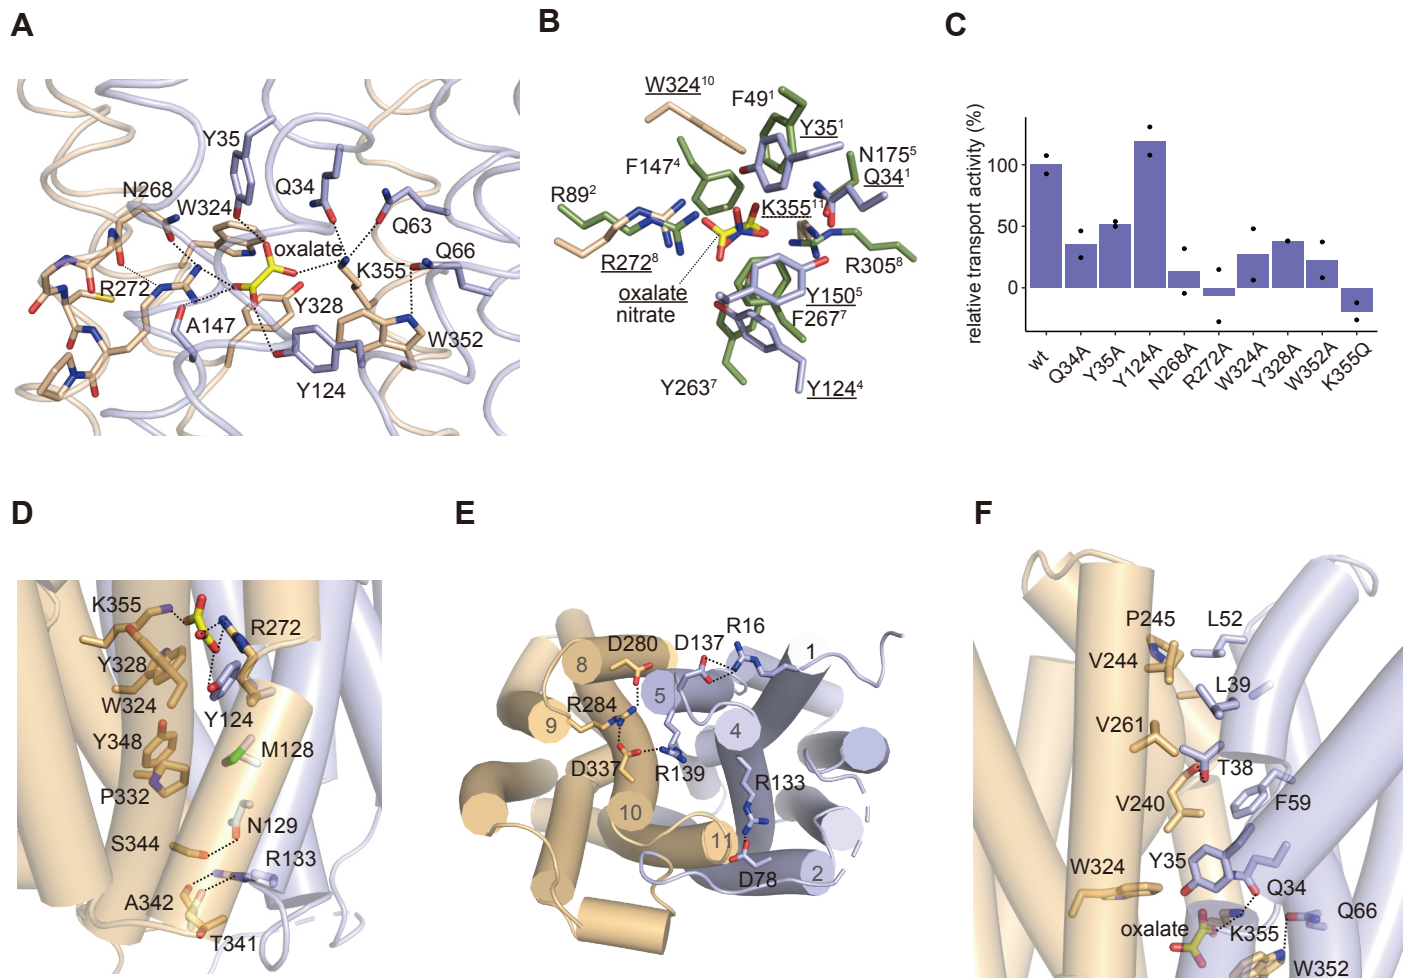 A
Y35
Q34
N268
W324
Q63
oxalate
Q66
K355
R272
Y328
A147
W352
Y124
B
W324¹⁰
F49¹
Y35¹
N175⁵
F147⁴
Q34¹
R89²
K355¹¹
R272⁸
R305⁸
oxalate
Y150⁵
nitrate
F267⁷
Y263⁷
Y124⁴
C
relative transport activity (%)
100
50
0
wt
Q34A
Y35A
Y124A
N268A
R272A
W324A
Y328A
W352A
K355Q
D
K355
R272
Y328
W324
Y124
Y348
M128
P332
N129
S344
R133
A342
T341
E
D280
D137
R16
8
5
1
R284
9
4
D337
R139
R133
10
11
2
D78
F
P245
L52
V244
L39
V261
T38
V240
F59
Y35
W324
Q34
Q66
oxalate
K355
W352